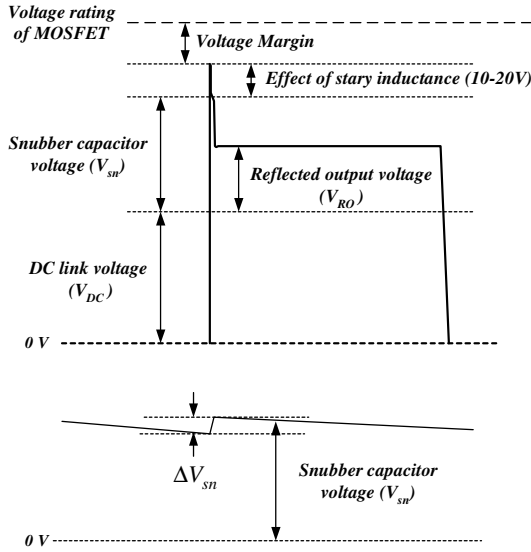 Voltage rating
of MOSFET
Voltage Margin
Effect of stary inductance (10-20V)
Snubber capacitor
voltage (Vsn)
Reflected output voltage
(VRO)
DC link voltage
(VDC)
0 V
ΔVsn
Snubber capacitor
voltage (Vsn)
0 V